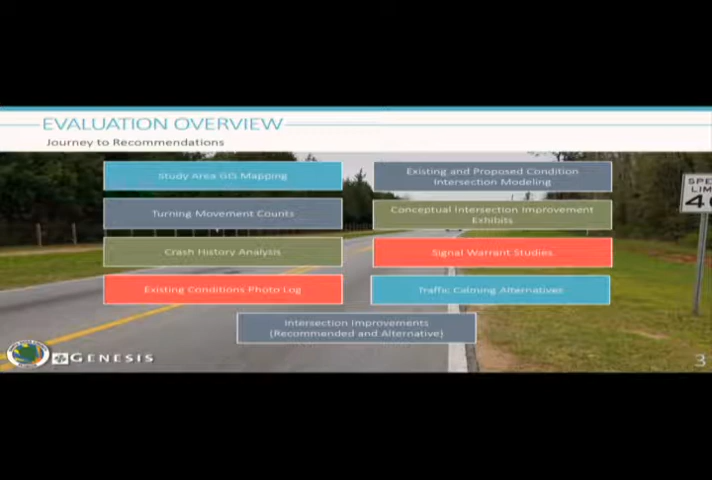 EVALUATION OVERVIEW
Journey to Recommendations
Study Area GIS Mapping
Turning Movement Counts
Crash History Analysis
Existing Conditions Photo Log
Existing and Proposed Condition
Intersection Modeling
Conceptual Intersection Improvement
Exhibits
Signal Warrant Studies
Traffic Calming Alternatives
Intersection Improvements
(Recommended and Alternative)
GENESIS
3